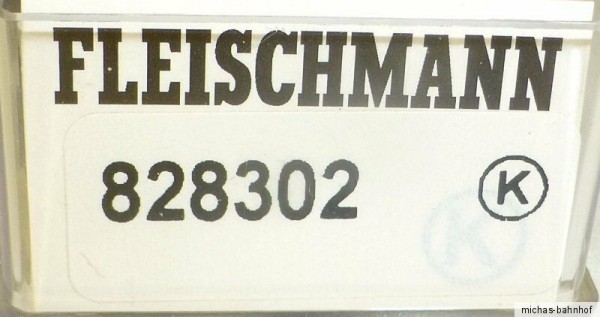 FLEISCHMANN
828302 K
K
michas-bahnhof